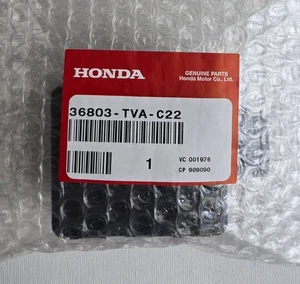 HONDA
GENUINE PARTS
Honda Motor Co., Ltd.
36803-TVA-C22
1
VC 001976
CP 909090